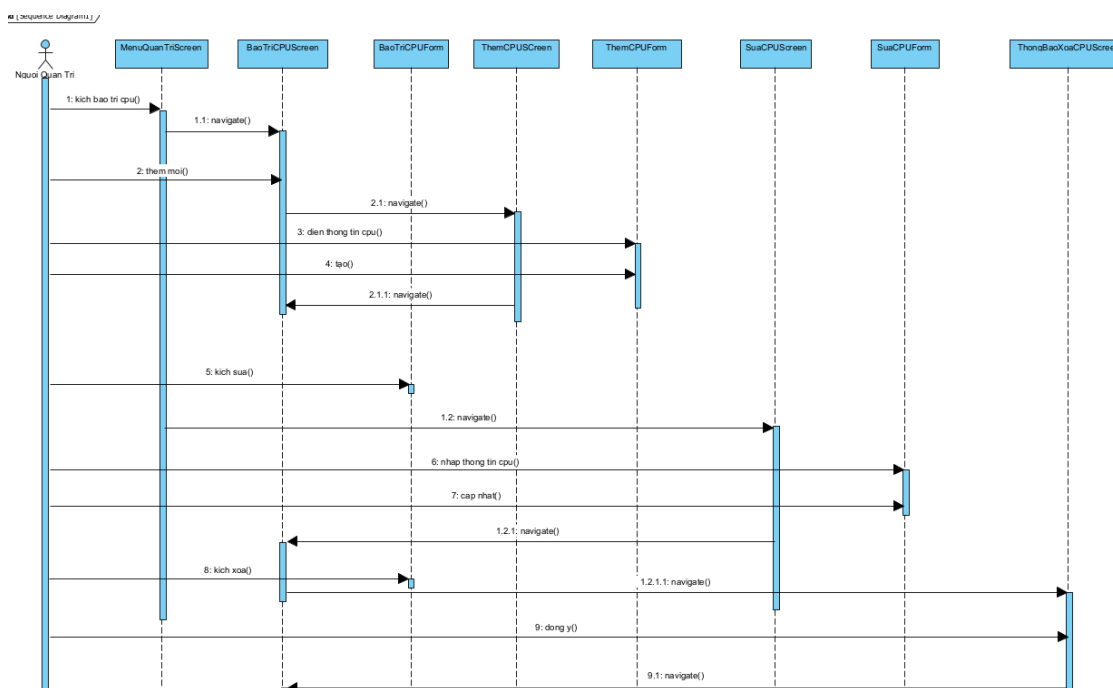 sd [Sequence Diagram1]
MenuQuanTriScreen
BaoTriCPUScreen
BaoTriCPUForm
ThemCPUSCreen
ThemCPUForm
SuaCPUScreen
SuaCPUForm
ThongBaoXoaCPUScree
Nguoi Quan Tri
1: kich bao tri cpu()
1.1: navigate()
2: them moi()
2.1: navigate()
3: dien thong tin cpu()
4: tạo()
2.1.1: navigate()
5: kich sua()
1.2: navigate()
6: nhap thong tin cpu()
7: cap nhat()
1.2.1: navigate()
8: kich xoa()
1.2.1.1: navigate()
9: dong y()
9.1: navigate()